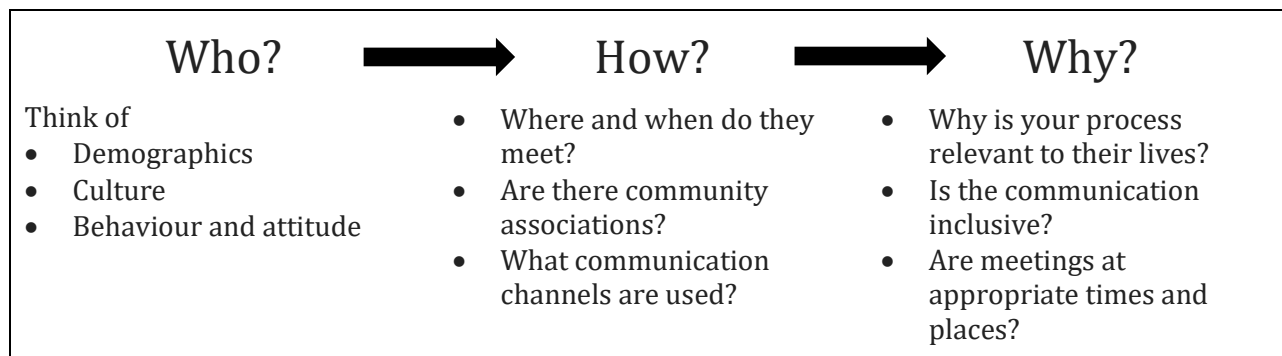 Who?
Think of
• Demographics
• Culture
• Behaviour and attitude
How?
• Where and when do they
meet?
• Are there community
associations?
• What communication
channels are used?
Why?
• Why is your process
relevant to their lives?
• Is the communication
inclusive?
• Are meetings at
appropriate times and
places?